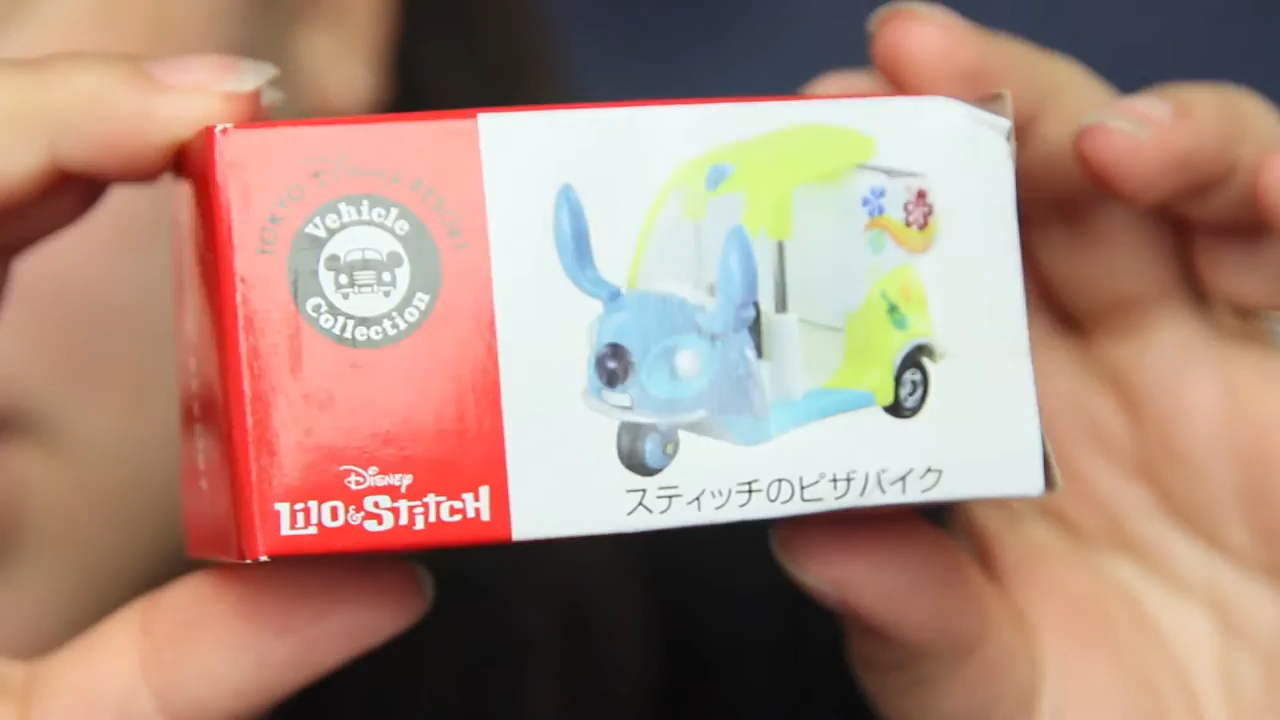 TOKYO Disney RESORT
Vehicle
Collection
Disney
Lilo & Stitch
スティッチのピザバイク